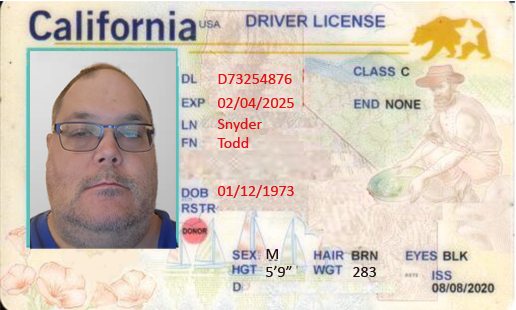 California USA DRIVER LICENSE
DL D73254876 CLASS C
EXP 02/04/2025 END NONE
LN Snyder
FN Todd
DOB 01/12/1973
RSTR
DONOR
SEX M HAIR BRN EYES BLK
HGT 5'9" WGT 283 ISS
D 08/08/2020